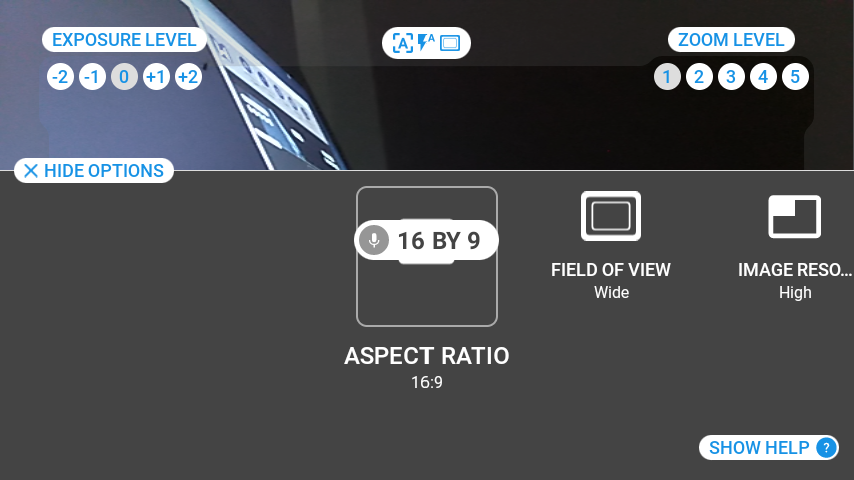 EXPOSURE LEVEL
-2 -1 0 +1 +2
A A
ZOOM LEVEL
1 2 3 4 5
HIDE OPTIONS
16 BY 9
ASPECT RATIO
16:9
FIELD OF VIEW
Wide
IMAGE RESO...
High
SHOW HELP ?